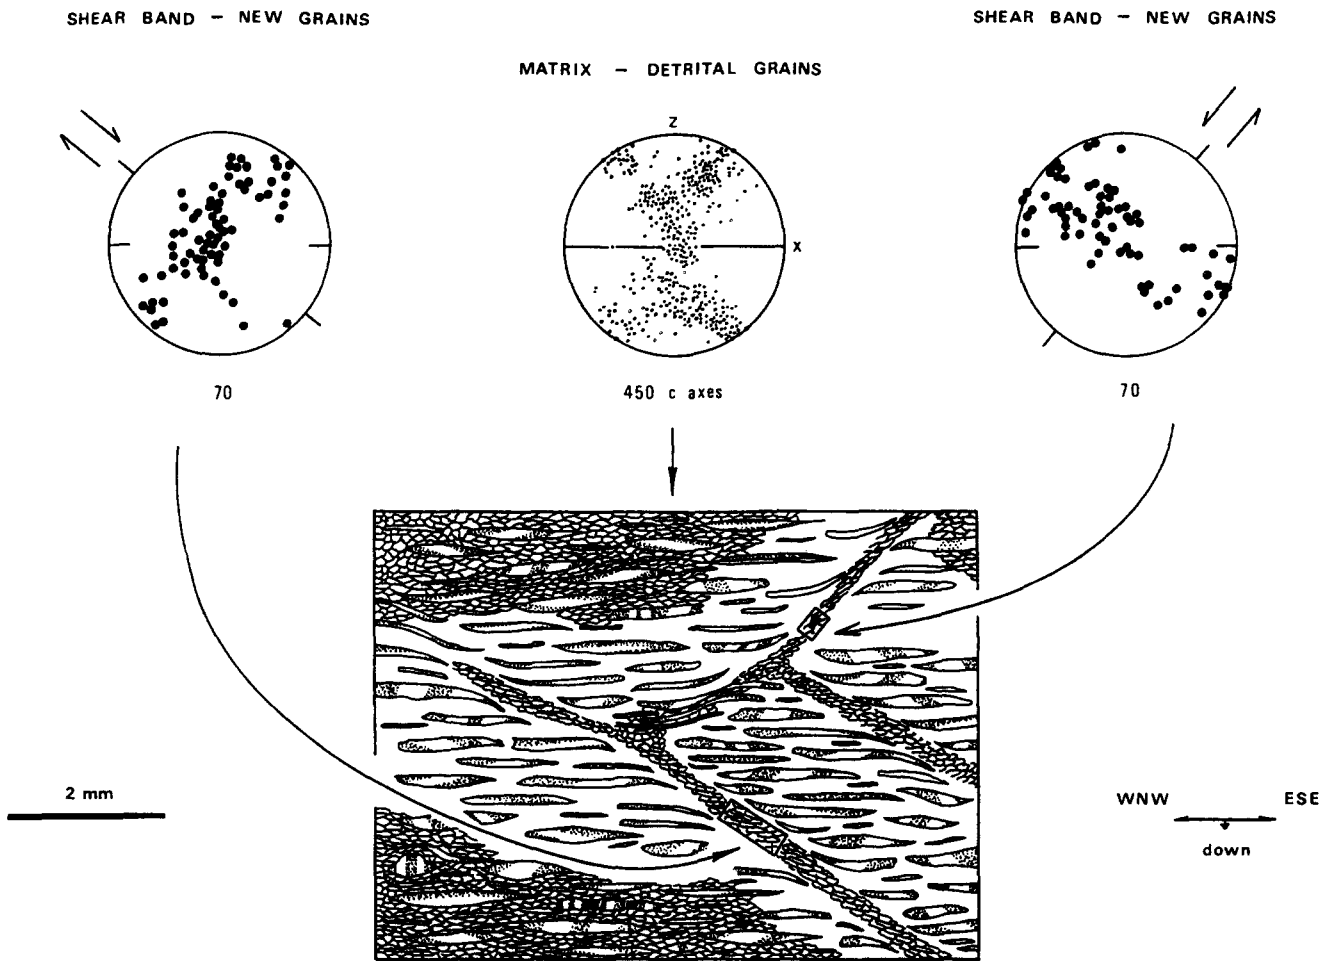 SHEAR BAND - NEW GRAINS
SHEAR BAND - NEW GRAINS
MATRIX - DETRITAL GRAINS
Z
X
70
450 c axes
70
2 mm
WNW
ESE
down